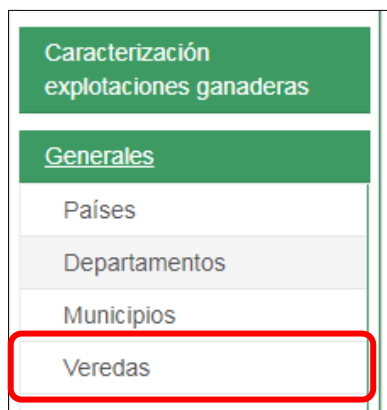 Caracterización
explotaciones ganaderas
Generales
Países
Departamentos
Municipios
Veredas